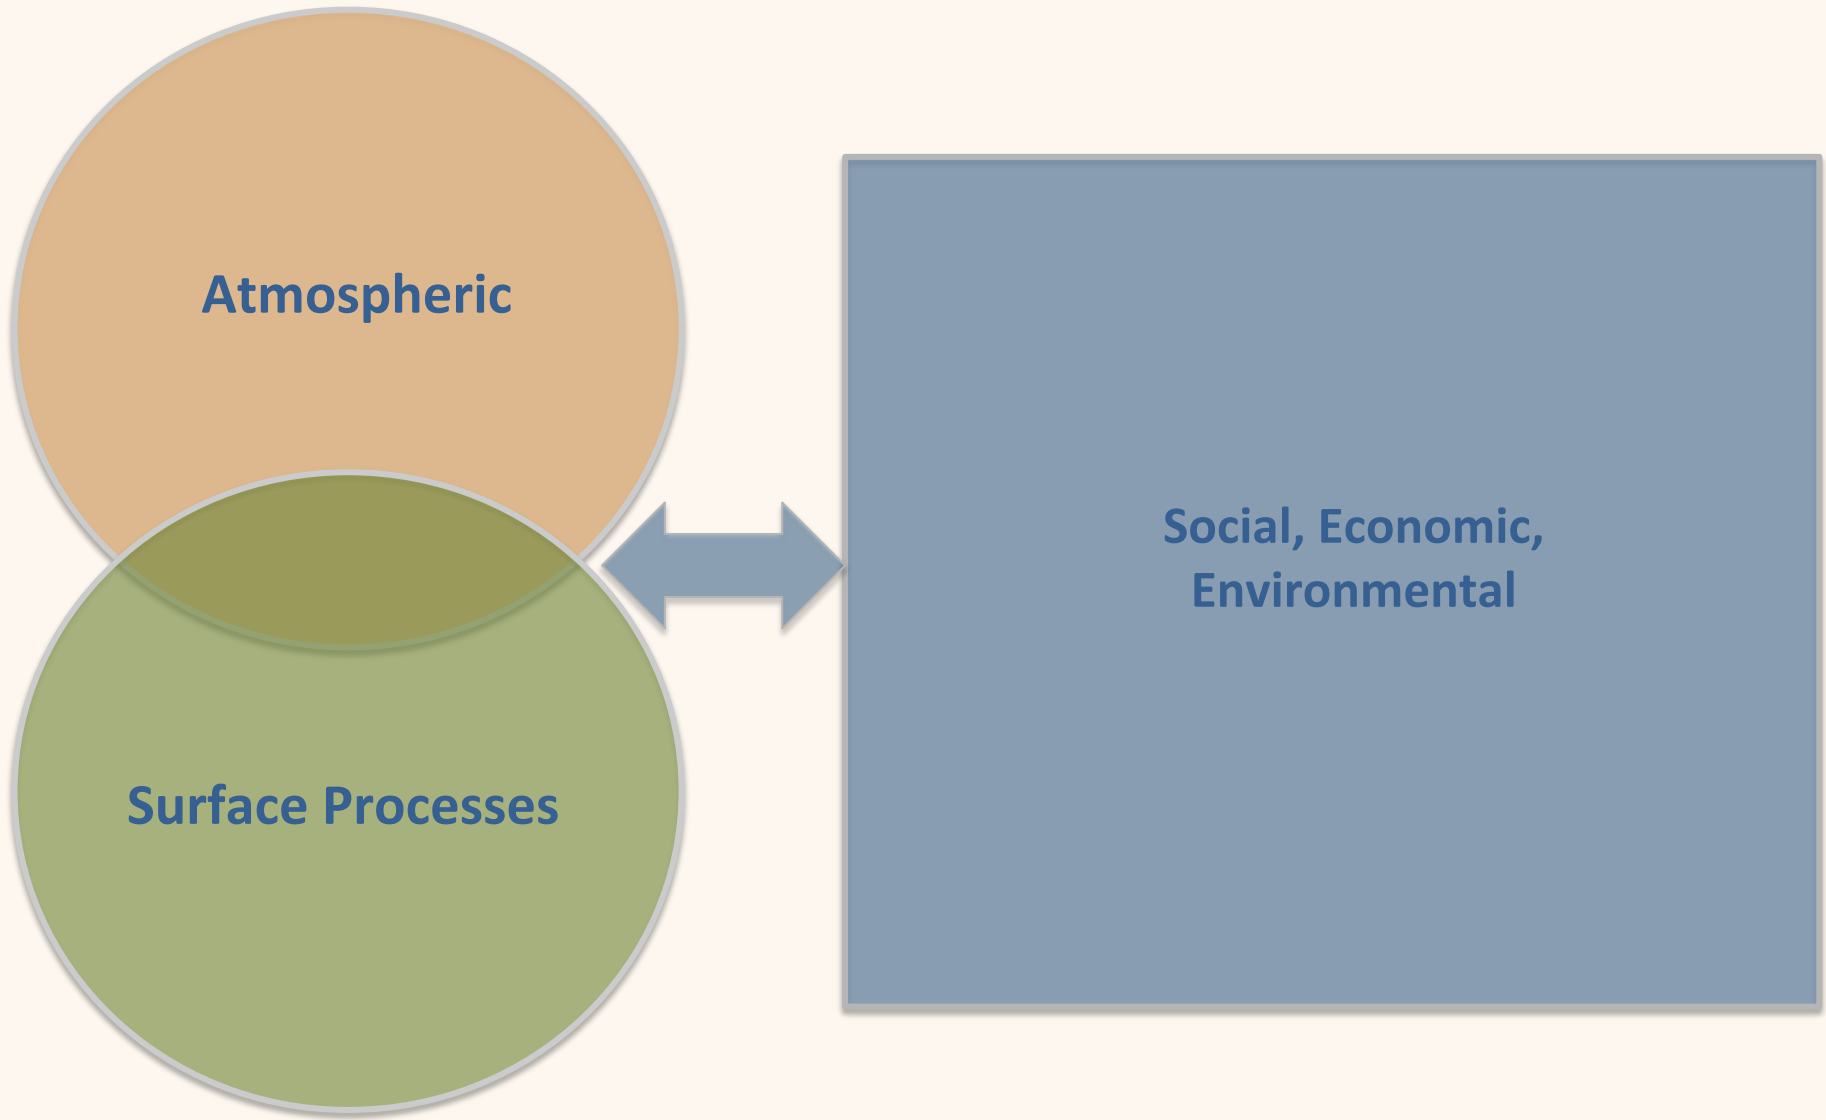 Atmospheric
Surface Processes
Social, Economic,
Environmental